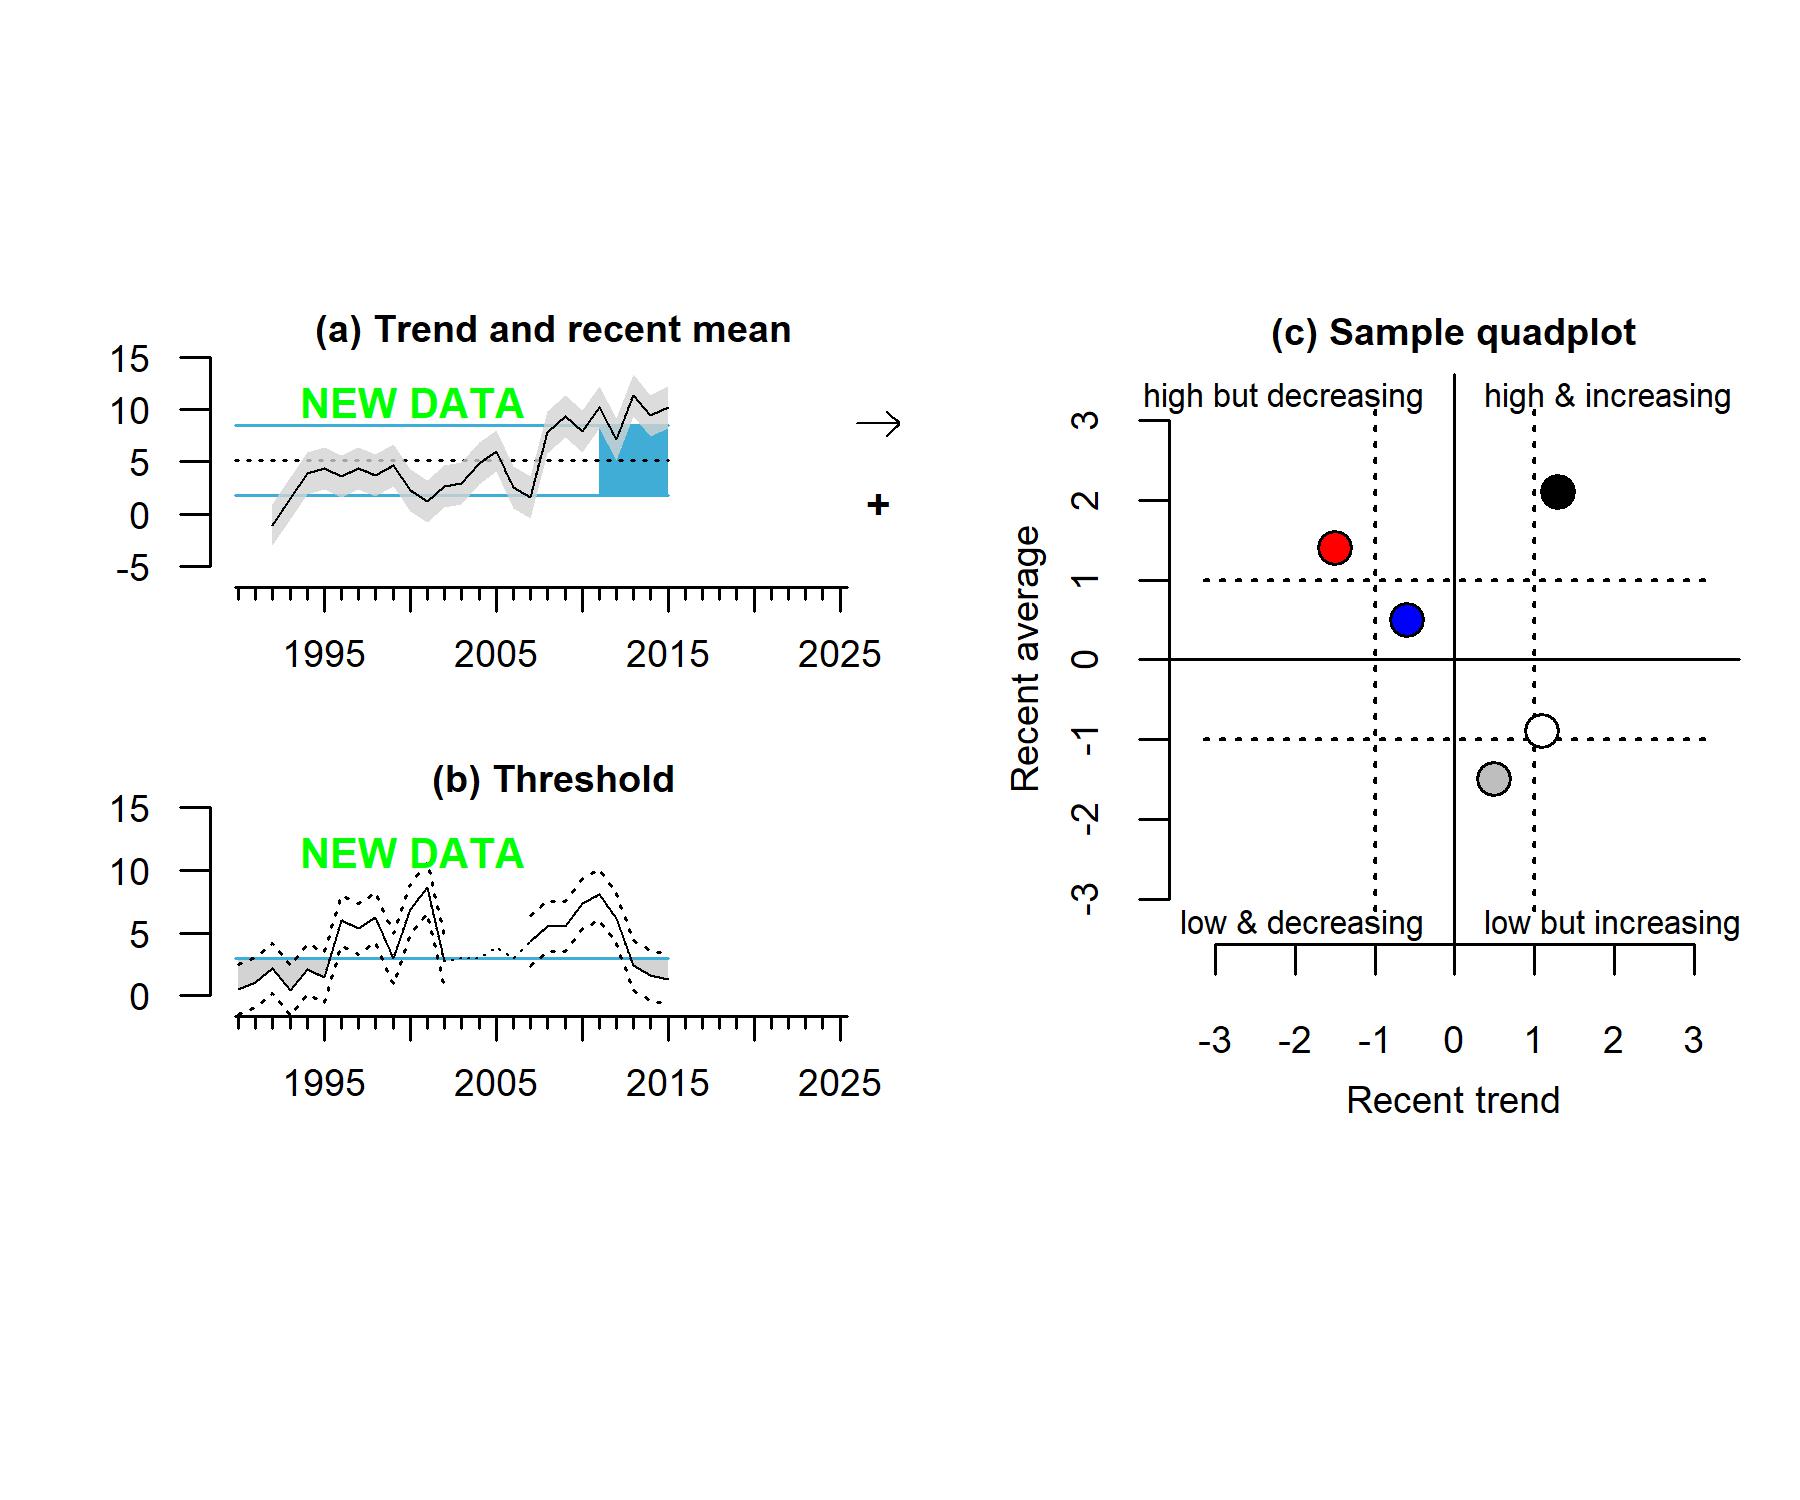 (a) Trend and recent mean
15
10
5
0
-5
NEW DATA
+
1995 2005 2015 2025
(b) Threshold
15
10
5
0
NEW DATA
1995 2005 2015 2025
(c) Sample quadplot
high but decreasing high & increasing
Recent average
3
2
1
0
-1
-2
-3
low & decreasing low but increasing
-3 -2 -1 0 1 2 3
Recent trend